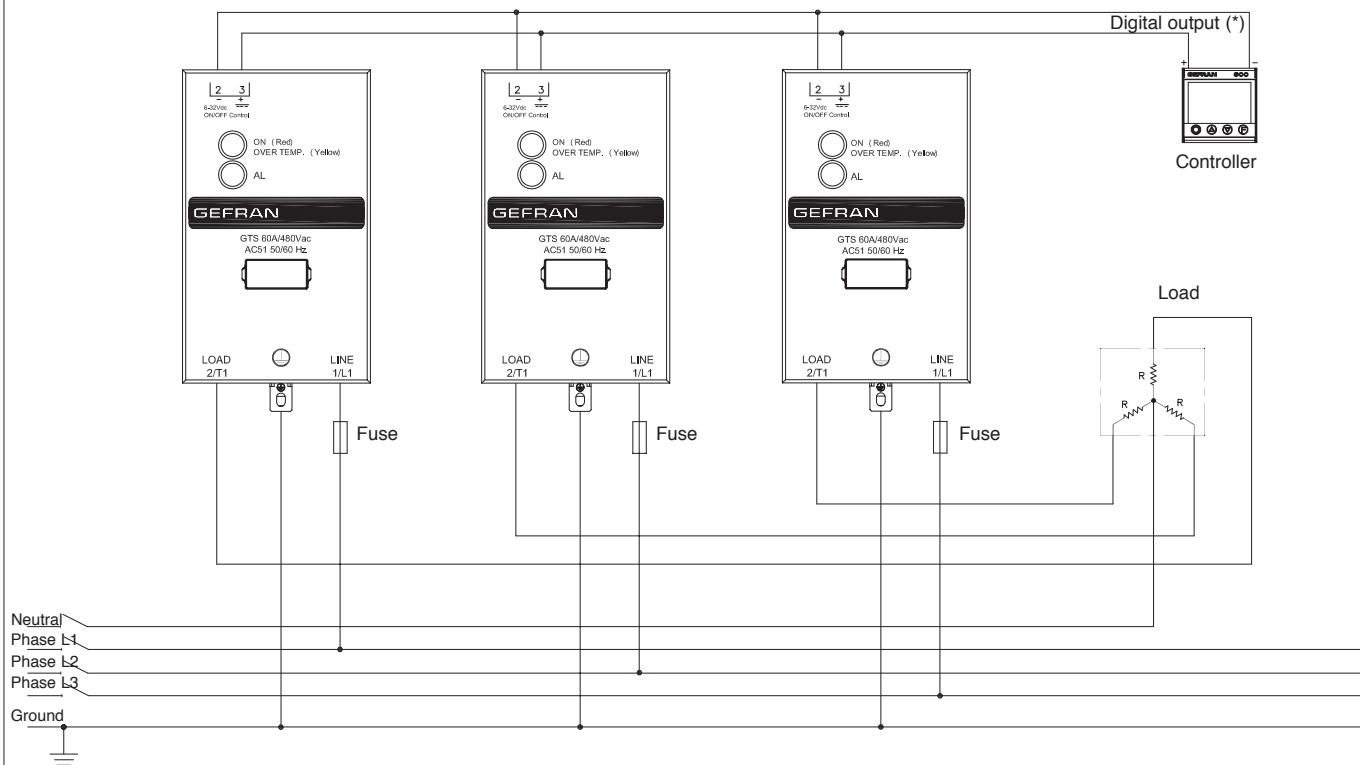 Digital output (*)
+ −
GEFRAN 600
F
Controller
2 3
− +
6-32Vdc
ON/OFF Control
ON (Red)
OVER TEMP. (Yellow)
AL
GEFRAN
GTS 60A/480Vac
AC51 50/60 Hz
LOAD
2/T1
LINE
1/L1
Fuse
2 3
− +
6-32Vdc
ON/OFF Control
ON (Red)
OVER TEMP. (Yellow)
AL
GEFRAN
GTS 60A/480Vac
AC51 50/60 Hz
LOAD
2/T1
LINE
1/L1
Fuse
2 3
− +
6-32Vdc
ON/OFF Control
ON (Red)
OVER TEMP. (Yellow)
AL
GEFRAN
GTS 60A/480Vac
AC51 50/60 Hz
LOAD
2/T1
LINE
1/L1
Fuse
Load
R
R R
Neutral
Phase L1
Phase L2
Phase L3
Ground